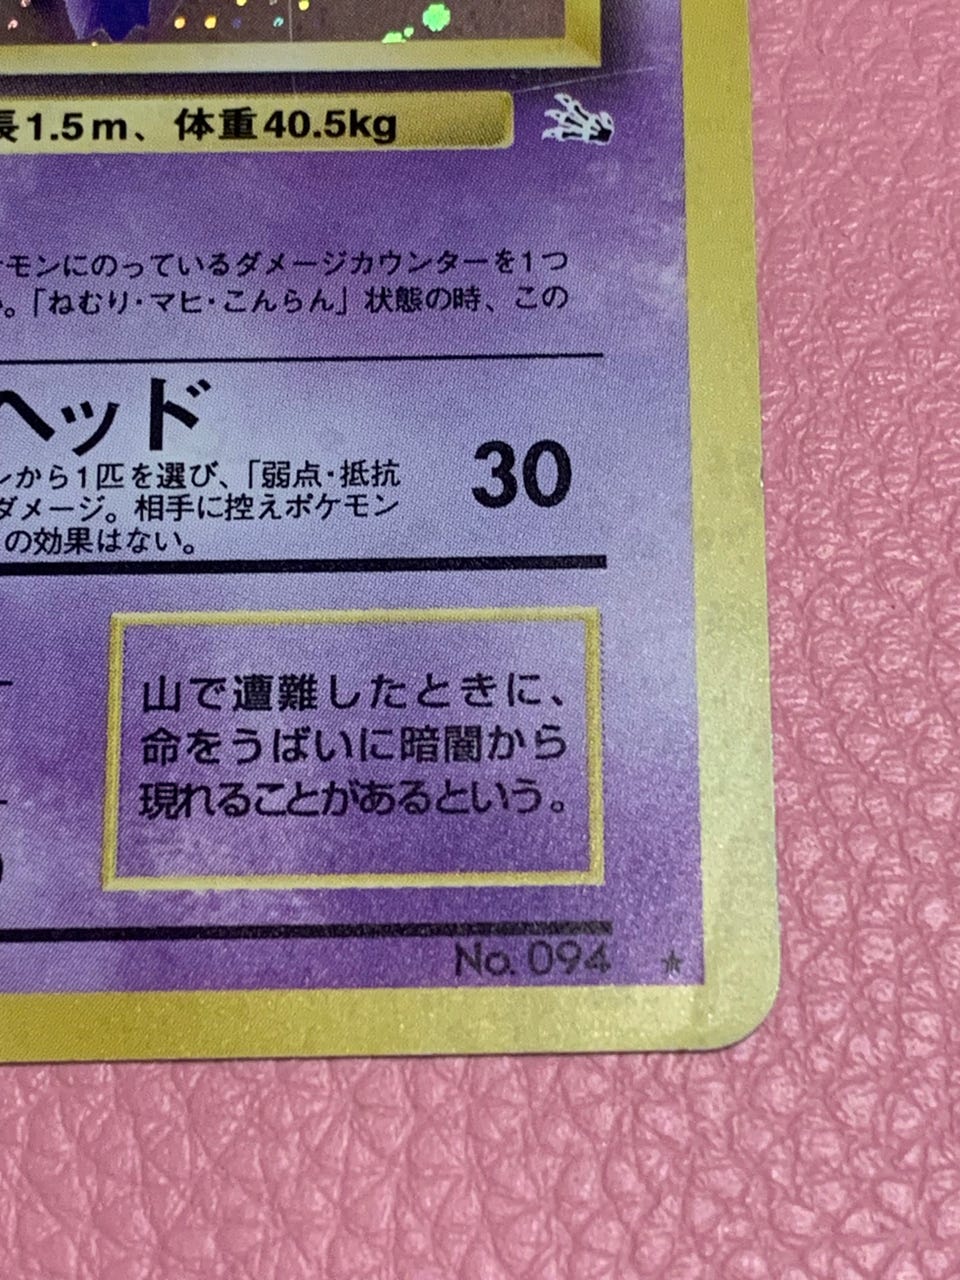 長1.5m、体重40.5kg
ケモンにのっているダメージカウンターを1つ
い。「ねむり・マヒ・こんらん」状態の時、この
ヘッド
30
から1匹を選び、「弱点・抵抗
ダメージ。相手に控えポケモン
の効果はない。
山で遭難したときに、
命をうばいに暗闇から
現れることがあるという。
No. 094 ★